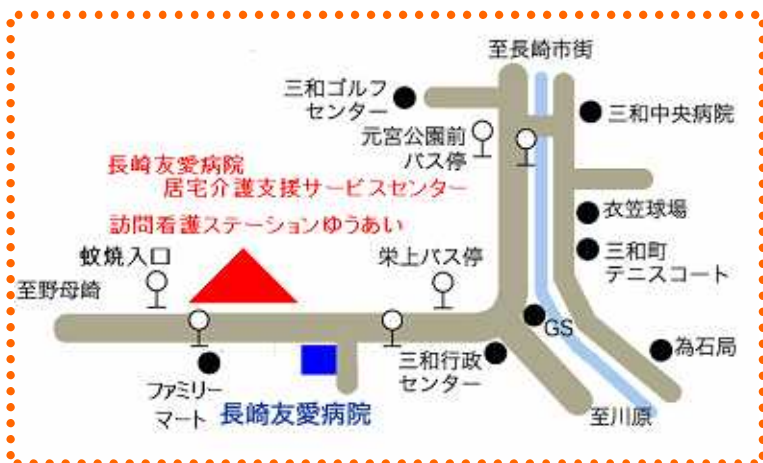 至長崎市街
三和ゴルフ
センター
三和中央病院
元宮公園前
バス停
長崎友愛病院
居宅介護支援サービスセンター
衣笠球場
訪問看護ステーションゆうあい
三和町
テニスコート
蚊焼入口
栄上バス停
至野母崎
GS
為石局
三和行政
センター
ファミリー
マート
長崎友愛病院
至川原